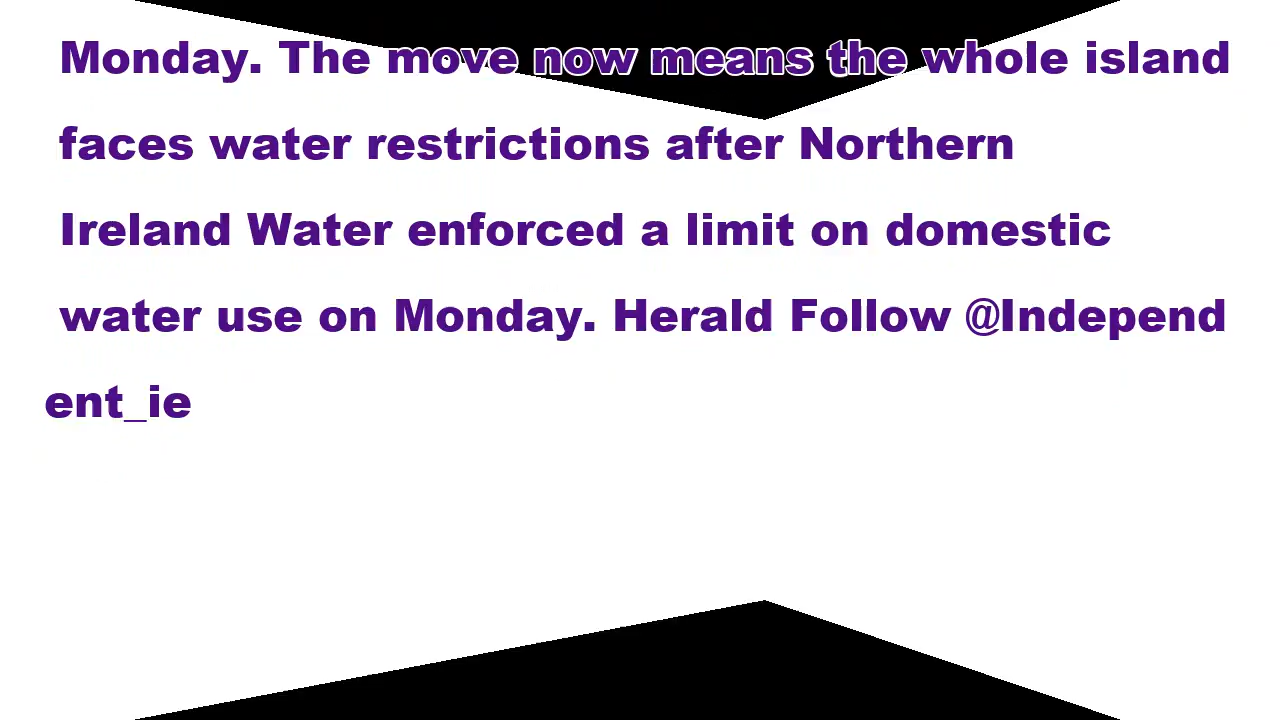 Monday. The move now means the whole island
faces water restrictions after Northern
Ireland Water enforced a limit on domestic
water use on Monday. Herald Follow @Independ
ent_ie